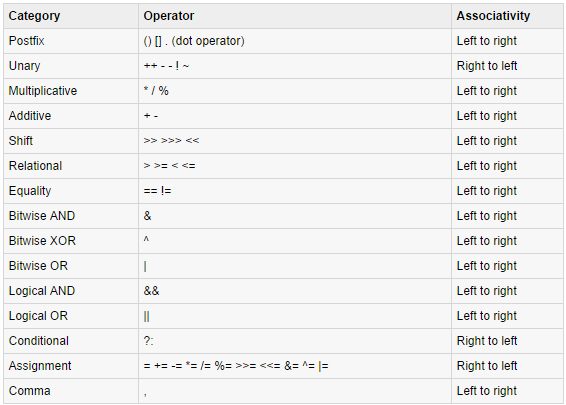 Category Operator Associativity
Postfix () [] . (dot operator) Left to right
Unary ++ - - ! ~ Right to left
Multiplicative * / % Left to right
Additive + - Left to right
Shift >> >>> << Left to right
Relational > >= < <= Left to right
Equality == != Left to right
Bitwise AND & Left to right
Bitwise XOR ^ Left to right
Bitwise OR | Left to right
Logical AND && Left to right
Logical OR || Left to right
Conditional ?: Right to left
Assignment = += -= *= /= %= >>= <<= &= ^= |= Right to left
Comma , Left to right